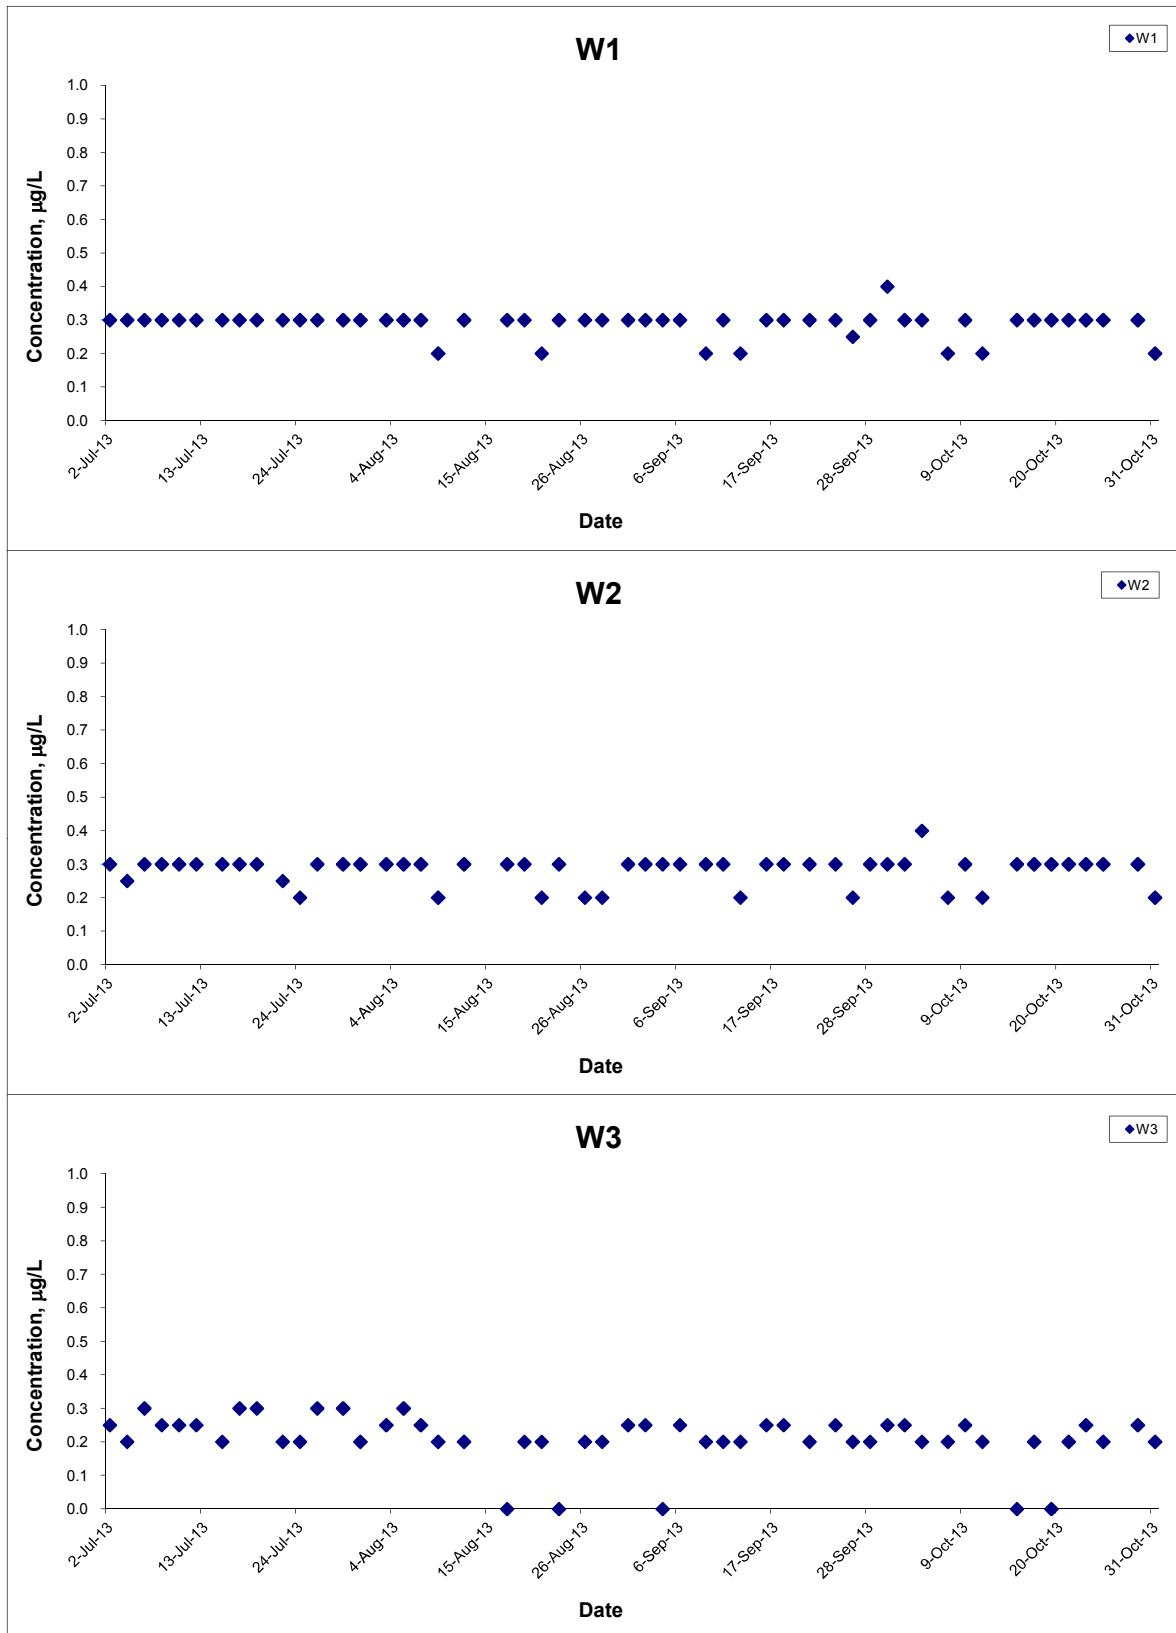 W1
W1
1.0
0.9
0.8
0.7
0.6
0.5
0.4
0.3
0.2
0.1
0.0
Concentration, µg/L
2-Jul-13
13-Jul-13
24-Jul-13
4-Aug-13
15-Aug-13
26-Aug-13
6-Sep-13
17-Sep-13
28-Sep-13
9-Oct-13
20-Oct-13
31-Oct-13
Date
W2
W2
1.0
0.9
0.8
0.7
0.6
0.5
0.4
0.3
0.2
0.1
0.0
Concentration, µg/L
2-Jul-13
13-Jul-13
24-Jul-13
4-Aug-13
15-Aug-13
26-Aug-13
6-Sep-13
17-Sep-13
28-Sep-13
9-Oct-13
20-Oct-13
31-Oct-13
Date
W3
W3
1.0
0.9
0.8
0.7
0.6
0.5
0.4
0.3
0.2
0.1
0.0
Concentration, µg/L
2-Jul-13
13-Jul-13
24-Jul-13
4-Aug-13
15-Aug-13
26-Aug-13
6-Sep-13
17-Sep-13
28-Sep-13
9-Oct-13
20-Oct-13
31-Oct-13
Date